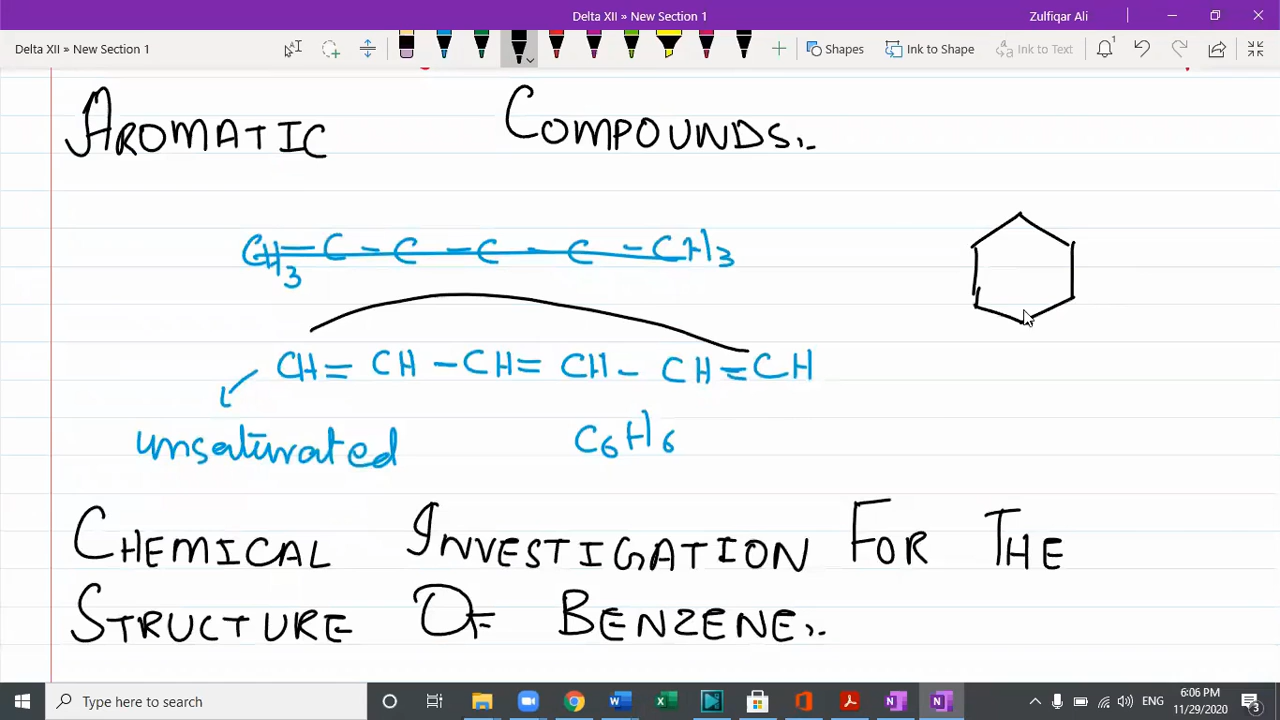 Delta XII » New Section 1
Zulfiqar Ali
Delta XII » New Section 1
Shapes
Ink to Shape
Ink to Text
AROMATIC COMPOUNDS:-
CH3 - C - C - C - C - CH3
CH = CH - CH = CH - CH = CH
unsaturated
C6H6
CHEMICAL INVESTIGATION FOR THE
STRUCTURE OF BENZENE:-
Type here to search
ENG
6:06 PM
11/29/2020
3